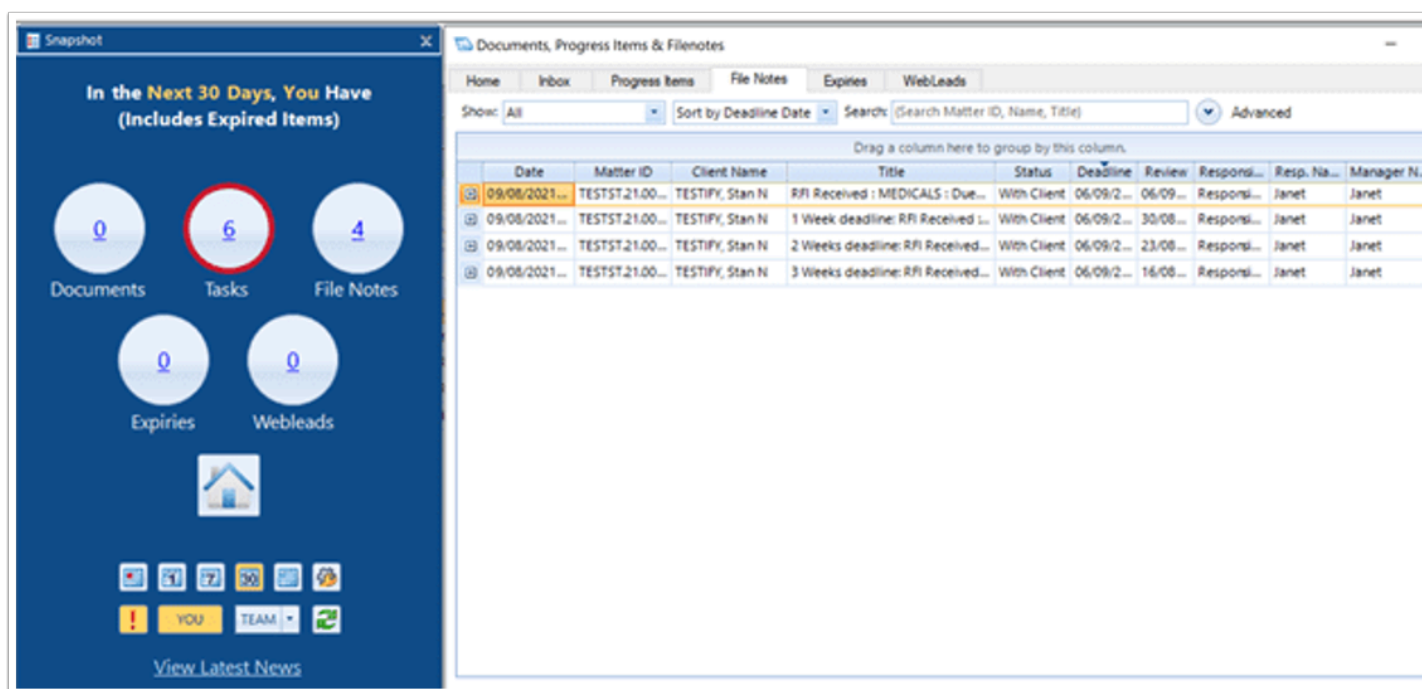 Snapshot
In the Next 30 Days, You Have
(Includes Expired Items)
0 6 4
Documents Tasks File Notes
0 0
Expiries Webleads
1 7 30
! YOU TEAM
View Latest News
Documents, Progress Items & Filenotes
Home Inbox Progress Items File Notes Expiries WebLeads
Show: All Sort by Deadline Date Search: (Search Matter ID, Name, Title) Advanced
Drag a column here to group by this column.
Date Matter ID Client Name Title Status Deadline Review Responsi... Resp. Na... Manager N...
09/08/2021... TESTST.21.00... TESTIFY, Stan N RFI Received : MEDICALS : Due... With Client 06/09/2... 06/09... Responsi... Janet Janet
09/08/2021... TESTST.21.00... TESTIFY, Stan N 1 Week deadline: RFI Received :... With Client 06/09/2... 30/08... Responsi... Janet Janet
09/08/2021... TESTST.21.00... TESTIFY, Stan N 2 Weeks deadline: RFI Received... With Client 06/09/2... 23/08... Responsi... Janet Janet
09/08/2021... TESTST.21.00... TESTIFY, Stan N 3 Weeks deadline: RFI Received... With Client 06/09/2... 16/08... Responsi... Janet Janet